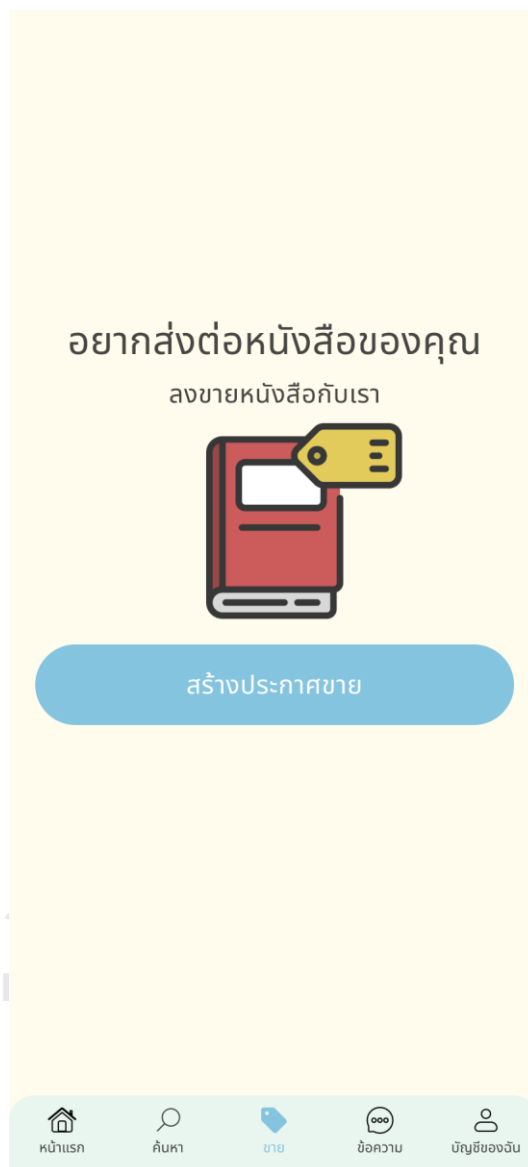 อยากส่งต่อหนังสือของคุณ
ลงขายหนังสือกับเรา
สร้างประกาศขาย
หน้าแรก
ค้นหา
ขาย
ข้อความ
บัญชีของฉัน